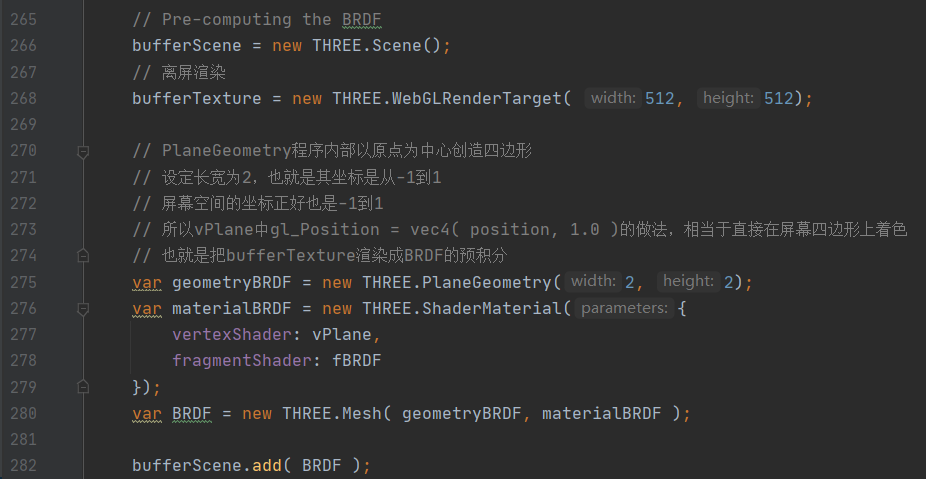 265 // Pre-computing the BRDF
266 bufferScene = new THREE.Scene();
267 // 离屏渲染
268 bufferTexture = new THREE.WebGLRenderTarget( width: 512, height: 512);
269
270 // PlaneGeometry程序内部以原点为中心创造四边形
271 // 设定长宽为2，也就是其坐标是从-1到1
272 // 屏幕空间的坐标正好也是-1到1
273 // 所以vPlane中gl_Position = vec4( position, 1.0 )的做法，相当于直接在屏幕四边形上着色
274 // 也就是把bufferTexture渲染成BRDF的预积分
275 var geometryBRDF = new THREE.PlaneGeometry( width: 2, height: 2);
276 var materialBRDF = new THREE.ShaderMaterial( parameters: {
277 vertexShader: vPlane,
278 fragmentShader: fBRDF
279 });
280 var BRDF = new THREE.Mesh( geometryBRDF, materialBRDF );
281
282 bufferScene.add( BRDF );